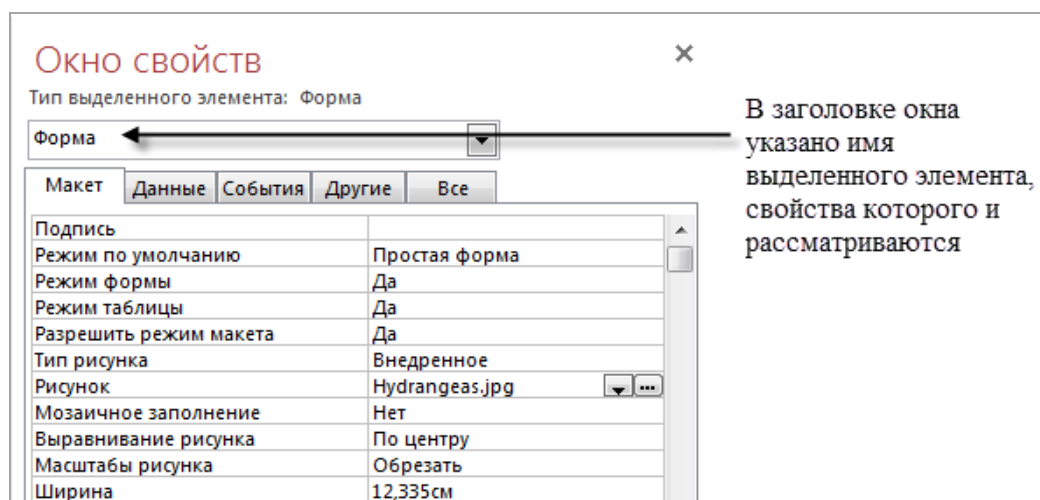 Окно свойств
Тип выделенного элемента: Форма
Форма
Макет Данные События Другие Все
Подпись
Режим по умолчанию Простая форма
Режим формы Да
Режим таблицы Да
Разрешить режим макета Да
Тип рисунка Внедренное
Рисунок Hydrangeas.jpg
Мозаичное заполнение Нет
Выравнивание рисунка По центру
Масштабы рисунка Обрезать
Ширина 12,335см
В заголовке окна
указано имя
выделенного элемента,
свойства которого и
рассматриваются